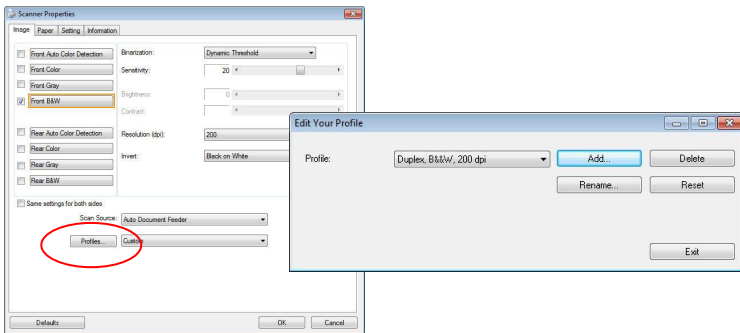 Scanner Properties
Image Paper Setting Information
Front Auto Color Detection
Front Color
Front Gray
Front B&W
Rear Auto Color Detection
Rear Color
Rear Gray
Rear B&W
Binarization: Dynamic Threshold
Sensitivity: 20
Brightness: 0
Contrast:
Resolution (dpi): 200
Invert: Black on White
Same settings for both sides
Scan Source: Auto Document Feeder
Profiles... Custom
Defaults OK Cancel
Edit Your Profile
Profile: Duplex, B&&W, 200 dpi Add... Delete
Rename... Reset
Exit